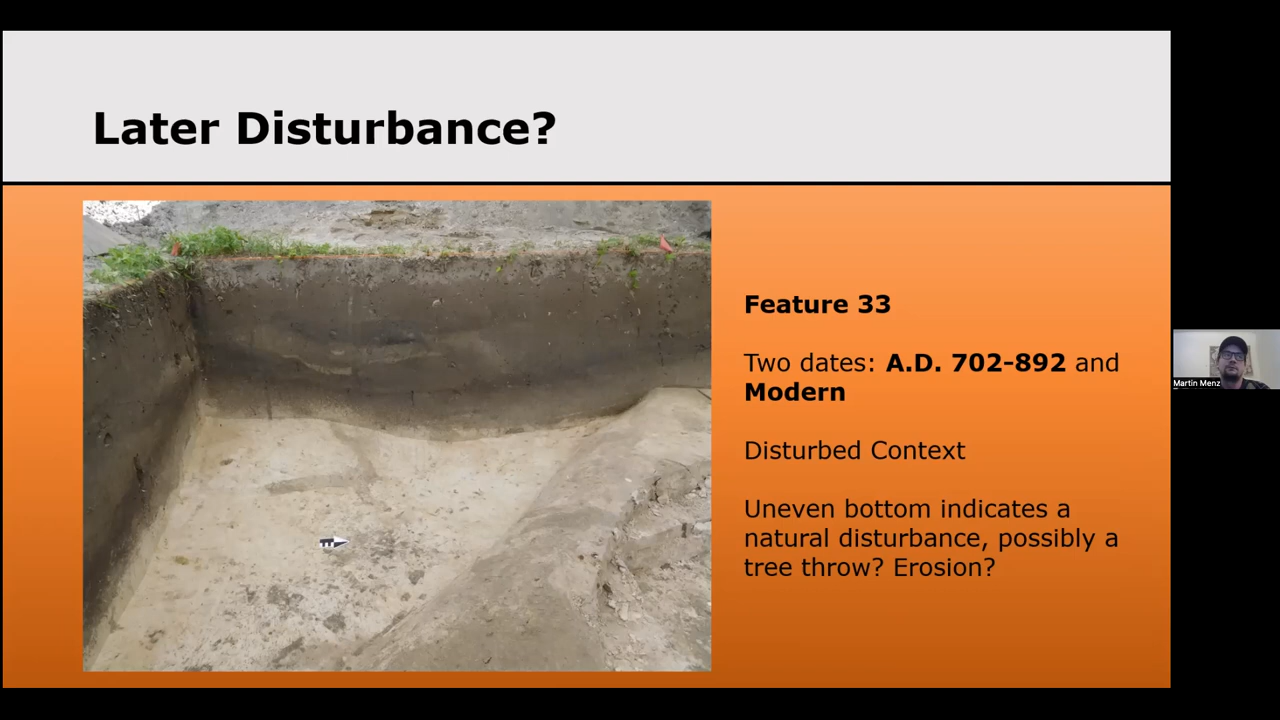 Later Disturbance?
Feature 33
Two dates: A.D. 702-892 and
Modern
Disturbed Context
Uneven bottom indicates a
natural disturbance, possibly a
tree throw? Erosion?
Martin Menz